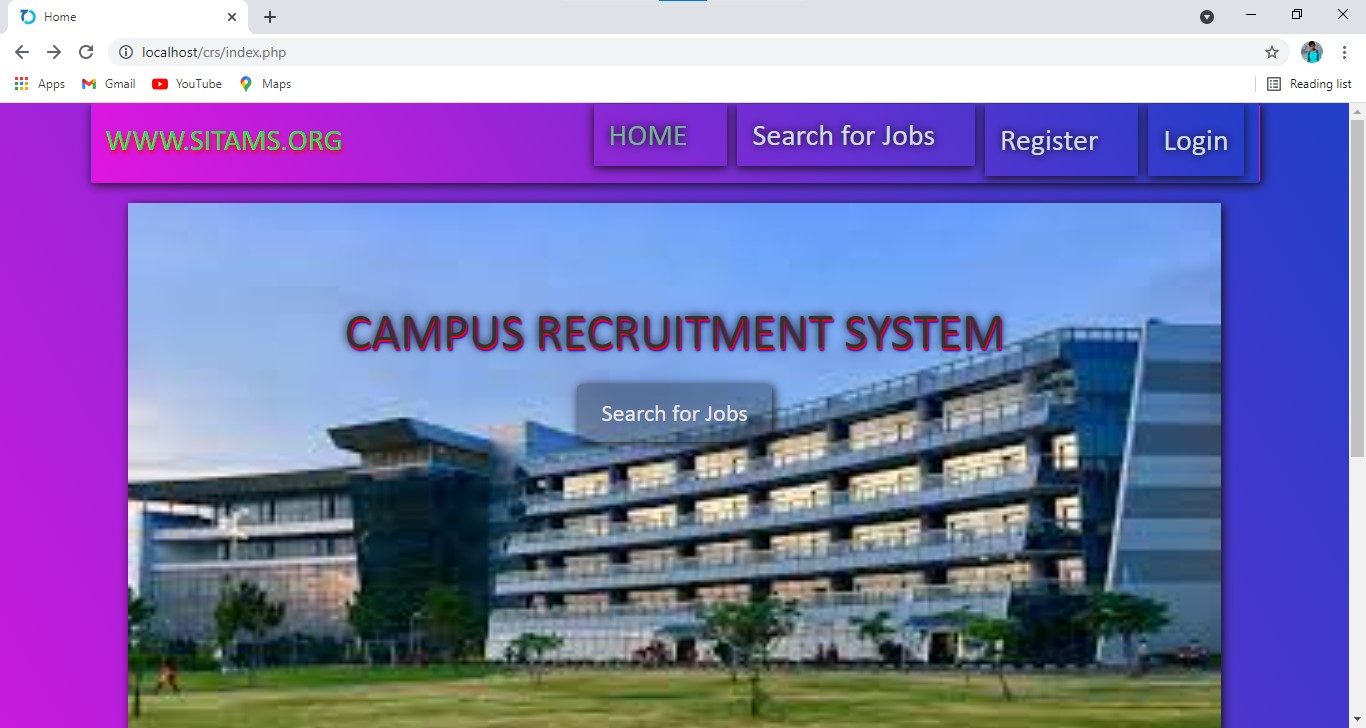 Home
localhost/crs/index.php
Apps Gmail YouTube Maps Reading list
WWW.SITAMS.ORG HOME Search for Jobs Register Login
CAMPUS RECRUITMENT SYSTEM
Search for Jobs